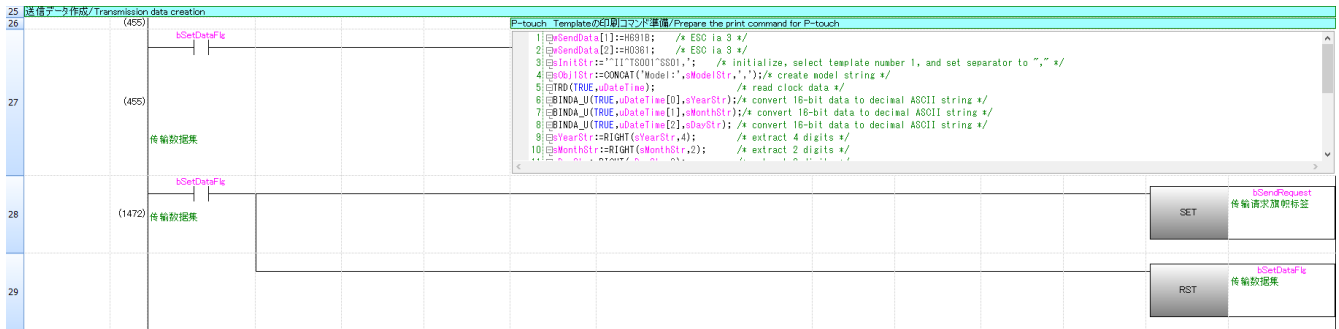 25 送信データ作成/Transmission data creation
26 (455) P-touch Templateの印刷コマンド準備/Prepare the print command for P-touch
bSetDataFlg
1 wSendData[1]:=H691B; /* ESC ia 3 */
2 wSendData[2]:=H0361; /* ESC ia 3 */
3 sInitStr:='^II^TS001^SS01,'; /* initialize, select template number 1, and set separator to "," */
4 sObj1Str:=CONCAT('Model:',sModelStr,',');/* create model string */
5 TRD(TRUE,uDateTime); /* read clock data */
27 (455)
6 BINDA_U(TRUE,uDateTime[0],sYearStr);/* convert 16-bit data to decimal ASCII string */
7 BINDA_U(TRUE,uDateTime[1],sMonthStr);/* convert 16-bit data to decimal ASCII string */
8 BINDA_U(TRUE,uDateTime[2],sDayStr); /* convert 16-bit data to decimal ASCII string */
传输数据集
9 sYearStr:=RIGHT(sYearStr,4); /* extract 4 digits */
10 sMonthStr:=RIGHT(sMonthStr,2); /* extract 2 digits */
bSetDataFlg
28 (1472) 传输数据集
SET
bSendRequest
传输请求旗帜标签
29
RST
bSetDataFlg
传输数据集